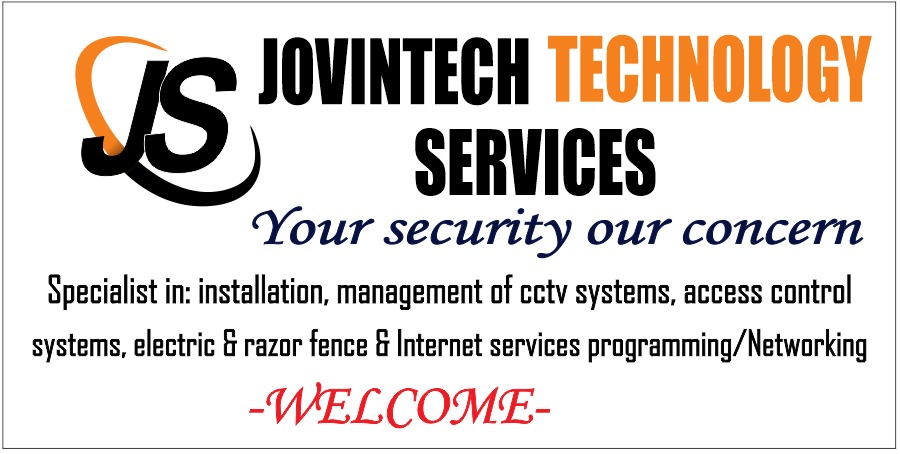 JS
JOVINTECH TECHNOLOGY
SERVICES
Your security our concern
Specialist in: installation, management of cctv systems, access control
systems, electric & razor fence & Internet services programming/Networking
-WELCOME-